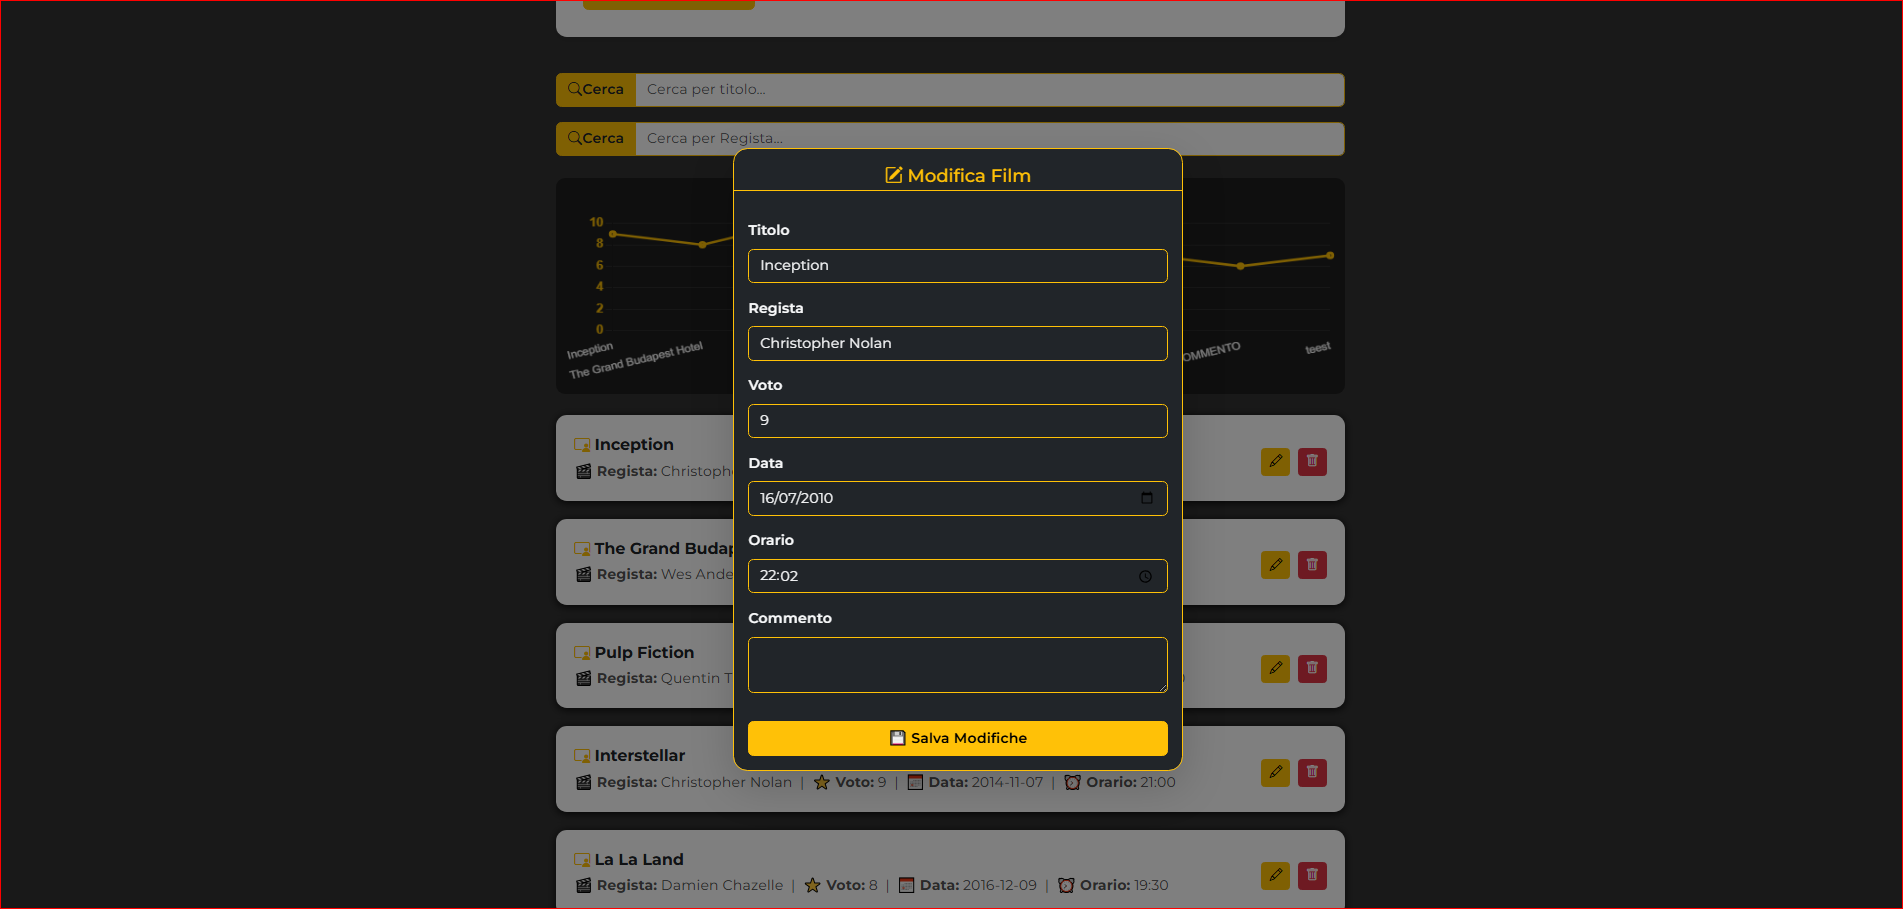 Cerca Cerca per titolo...
Cerca Cerca per Regista...
Modifica Film
Titolo
Inception
Regista
Christopher Nolan
Voto
9
Data
16/07/2010
Orario
22:02
Commento
Salva Modifiche
10
8
6
4
2
0
Inception
The Grand Budapest Hotel
OMMENTO
teest
Inception
Regista: Christoph
The Grand Budap
Regista: Wes Ande
Pulp Fiction
Regista: Quentin T
Interstellar
Regista: Christopher Nolan | Voto: 9 | Data: 2014-11-07 | Orario: 21:00
La La Land
Regista: Damien Chazelle | Voto: 8 | Data: 2016-12-09 | Orario: 19:30